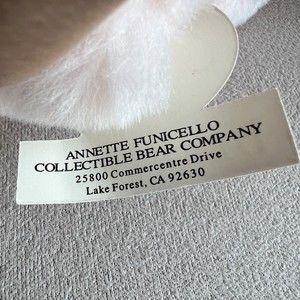 ANNETTE FUNICELLO
COLLECTIBLE BEAR COMPANY
25800 Commercentre Drive
Lake Forest, CA 92630